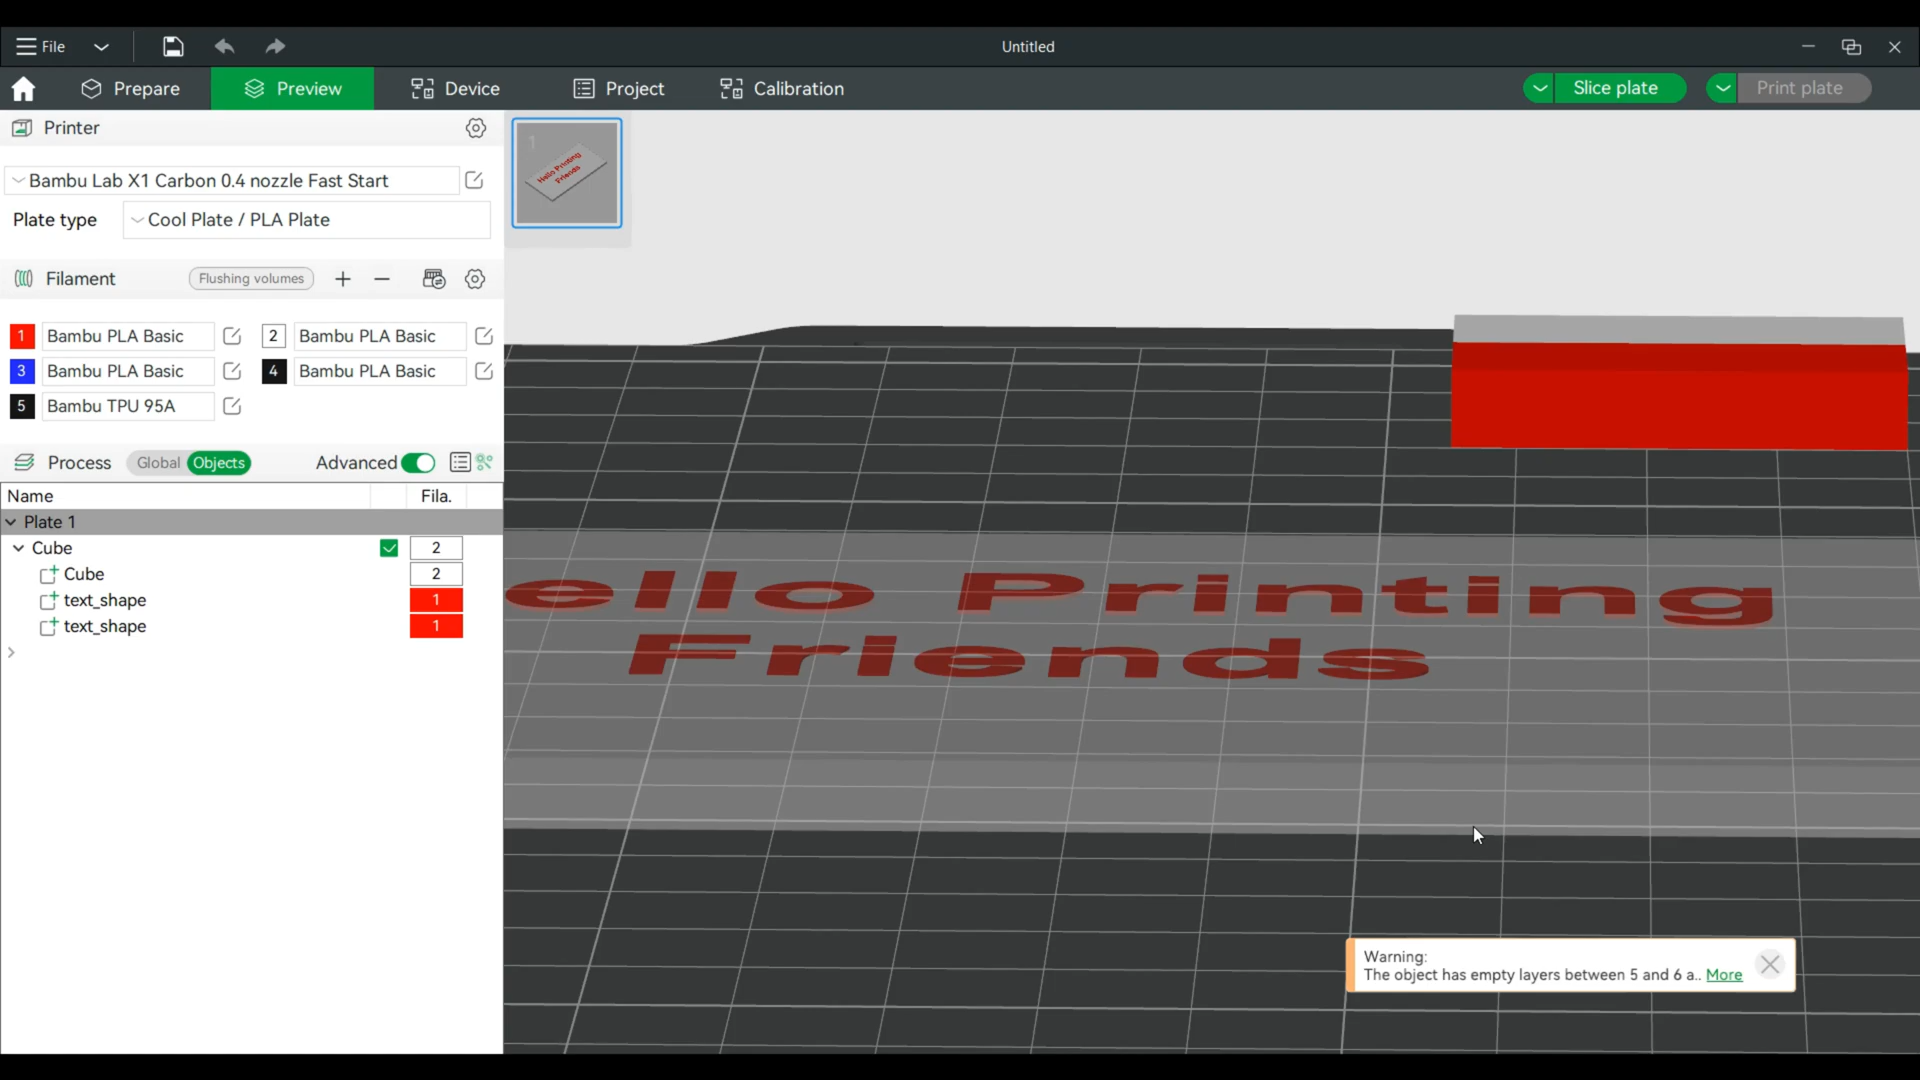 File
Untitled
Prepare
Preview
Device
Project
Calibration
Slice plate
Print plate
Printer
Bambu Lab X1 Carbon 0.4 nozzle Fast Start
Plate type
Cool Plate / PLA Plate
Filament
Flushing volumes
1 Bambu PLA Basic
2 Bambu PLA Basic
3 Bambu PLA Basic
4 Bambu PLA Basic
5 Bambu TPU 95A
Process
Global
Objects
Advanced
Name
Fila.
Plate 1
Cube
2
Cube
2
text_shape
1
text_shape
1
1
Hello Printing
Friends
ello Printing
Friends
Warning:
The object has empty layers between 5 and 6 a.. More